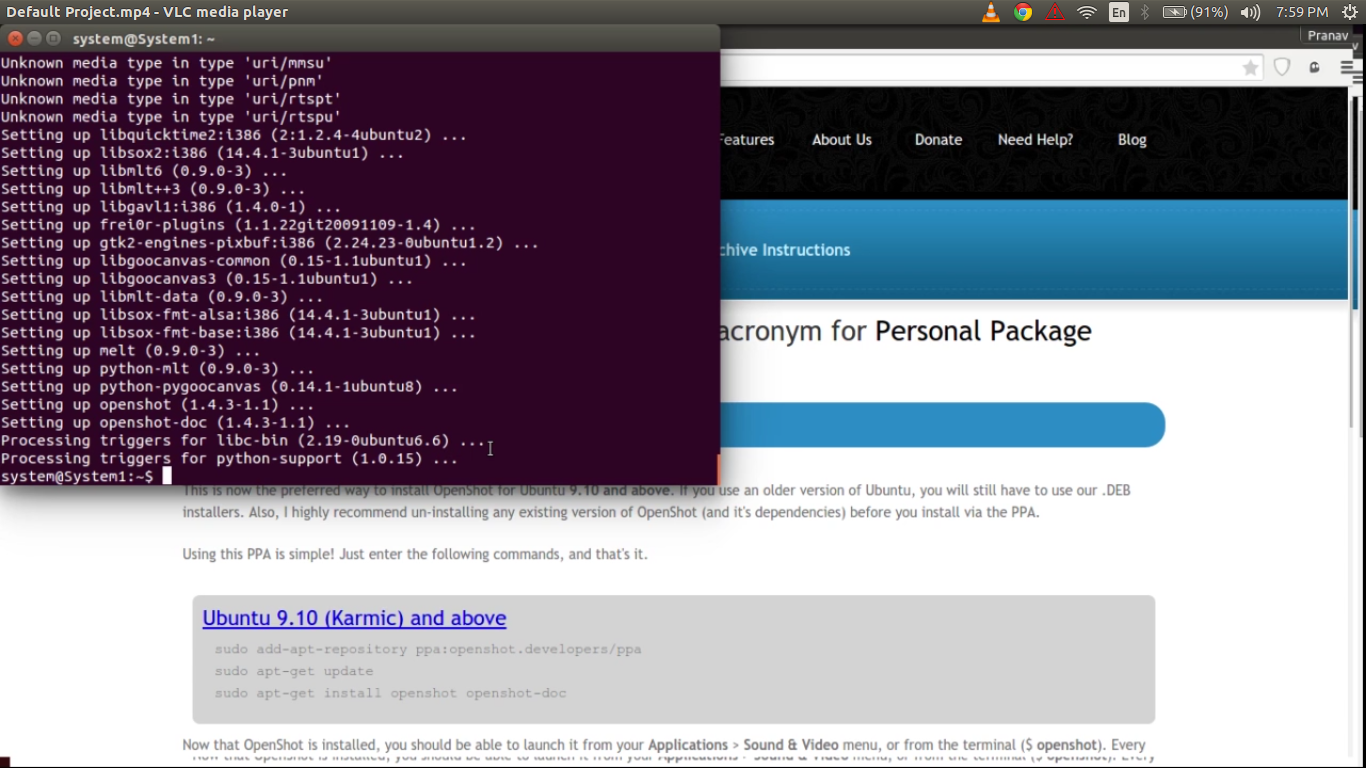 Default Project.mp4 - VLC media player
En
(91%)
7:59 PM
system@System1: ~
Pranav
Unknown media type in type 'uri/mmsu'
Unknown media type in type 'uri/pnm'
Unknown media type in type 'uri/rtspt'
Unknown media type in type 'uri/rtspu'
Setting up libquicktime2:i386 (2:1.2.4-4ubuntu2) ...
Setting up libsox2:i386 (14.4.1-3ubuntu1) ...
Setting up libmlt6 (0.9.0-3) ...
Setting up libmlt++3 (0.9.0-3) ...
Setting up libgavl1:i386 (1.4.0-1) ...
Setting up frei0r-plugins (1.1.22git20091109-1.4) ...
Setting up gtk2-engines-pixbuf:i386 (2.24.23-0ubuntu1.2) ...
Setting up libgoocanvas-common (0.15-1.1ubuntu1) ...
Setting up libgoocanvas3 (0.15-1.1ubuntu1) ...
Setting up libmlt-data (0.9.0-3) ...
Setting up libsox-fmt-alsa:i386 (14.4.1-3ubuntu1) ...
Setting up libsox-fmt-base:i386 (14.4.1-3ubuntu1) ...
Setting up melt (0.9.0-3) ...
Setting up python-mlt (0.9.0-3) ...
Setting up python-pygoocanvas (0.14.1-1ubuntu8) ...
Setting up openshot (1.4.3-1.1) ...
Setting up openshot-doc (1.4.3-1.1) ...
Processing triggers for libc-bin (2.19-0ubuntu6.6) ...
Processing triggers for python-support (1.0.15) ...
system@System1:~$
eatures About Us Donate Need Help? Blog
chive Instructions
acronym for Personal Package
This is now the preferred way to install OpenShot for Ubuntu 9.10 and above. If you use an older version of Ubuntu, you will still have to use our .DEB
installers. Also, I highly recommend un-installing any existing version of OpenShot (and it's dependencies) before you install via the PPA.
Using this PPA is simple! Just enter the following commands, and that's it.
Ubuntu 9.10 (Karmic) and above
sudo add-apt-repository ppa:openshot.developers/ppa
sudo apt-get update
sudo apt-get install openshot openshot-doc
Now that OpenShot is installed, you should be able to launch it from your Applications > Sound & Video menu, or from the terminal ($ openshot). Every